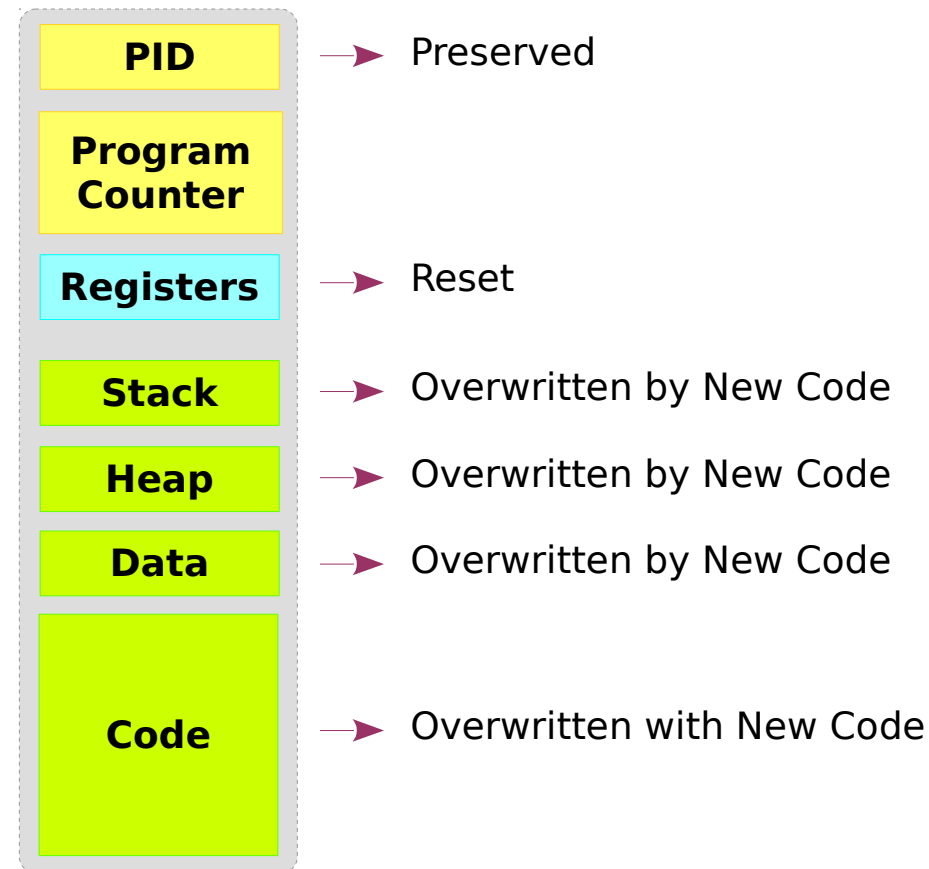 PID
Preserved
Program
Counter
Registers
Reset
Stack
Overwritten by New Code
Heap
Overwritten by New Code
Data
Overwritten by New Code
Code
Overwritten with New Code